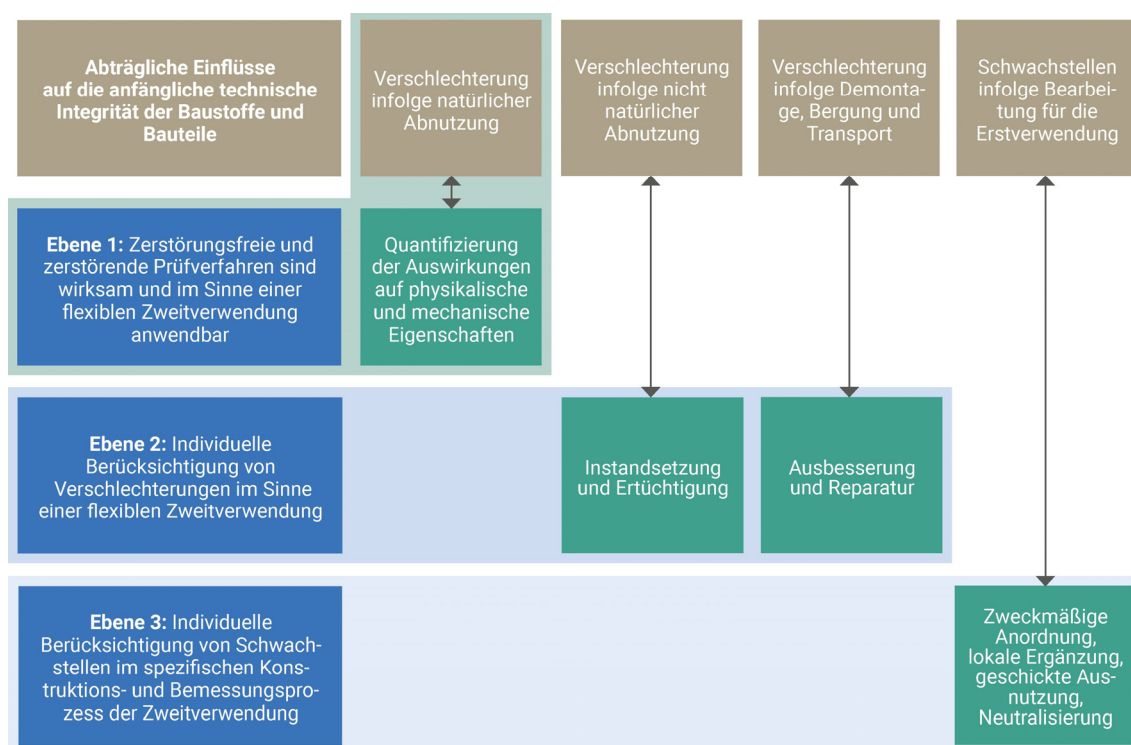 Abträgliche Einflüsse
auf die anfängliche technische
Integrität der Baustoffe und
Bauteile
Verschlechterung
infolge natürlicher
Abnutzung
Verschlechterung
infolge nicht
natürlicher
Abnutzung
Verschlechterung
infolge Demonta-
ge, Bergung und
Transport
Schwachstellen
infolge Bearbei-
tung für die
Erstverwendung
Ebene 1: Zerstörungsfreie und
zerstörende Prüfverfahren sind
wirksam und im Sinne einer
flexiblen Zweitverwendung
anwendbar
Quantifizierung
der Auswirkungen
auf physikalische
und mechanische
Eigenschaften
Ebene 2: Individuelle
Berücksichtigung von
Verschlechterungen im Sinne
einer flexiblen Zweitverwendung
Instandsetzung
und Ertüchtigung
Ausbesserung
und Reparatur
Ebene 3: Individuelle
Berücksichtigung von Schwach-
stellen im spezifischen Kons-
truktions- und Bemessungspro-
zess der Zweitverwendung
Zweckmäßige
Anordnung,
lokale Ergänzung,
geschickte Aus-
nutzung,
Neutralisierung